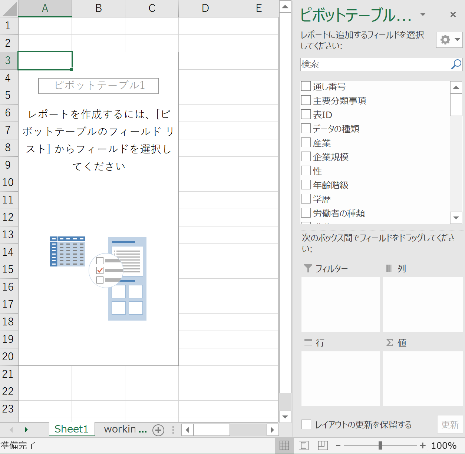 A B C D E
ピボットテーブル...
レポートに追加するフィールドを選択
してください:
検索
1
2
3
4
5
6
7
8
9
10
11
12
13
14
15
16
17
18
19
20
21
22
23
ピボットテーブル1
レポートを作成するには、[ピ
ボットテーブルのフィールド リ
スト] からフィールドを選択し
てください
通し番号
主要分類事項
表ID
データの種類
産業
企業規模
性
年齢階級
学歴
労働者の種類
次のボックス間でフィールドをドラッグしてくださ
い:
フィルター
列
行
Σ 値
Sheet1 workin ...
レイアウトの更新を保留する
更新
準備完了
100%